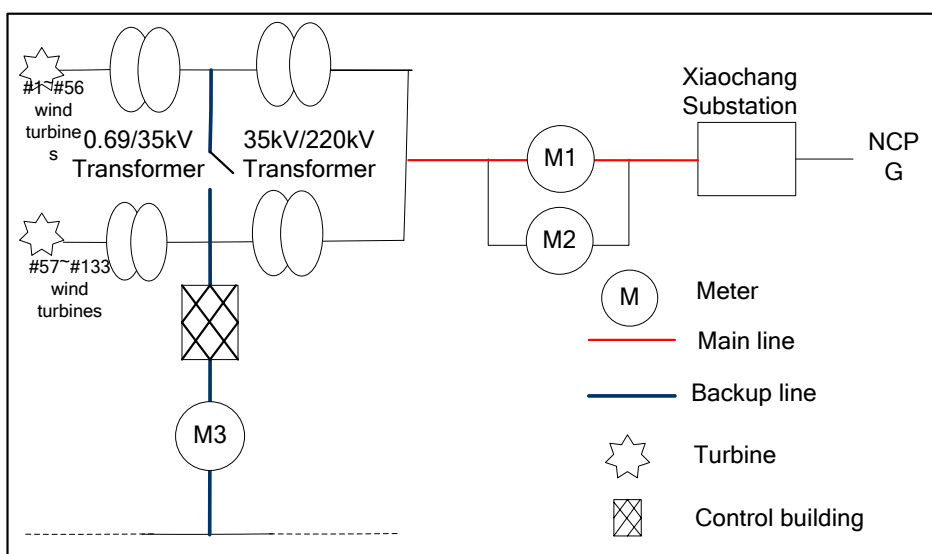 #1~#56
wind
turbine
s
0.69/35kV
Transformer
35kV/220kV
Transformer
#57~#133
wind
turbines
M3
M1
M2
Xiaochang
Substation
NCP
G
M
Meter
Main line
Backup line
Turbine
Control building